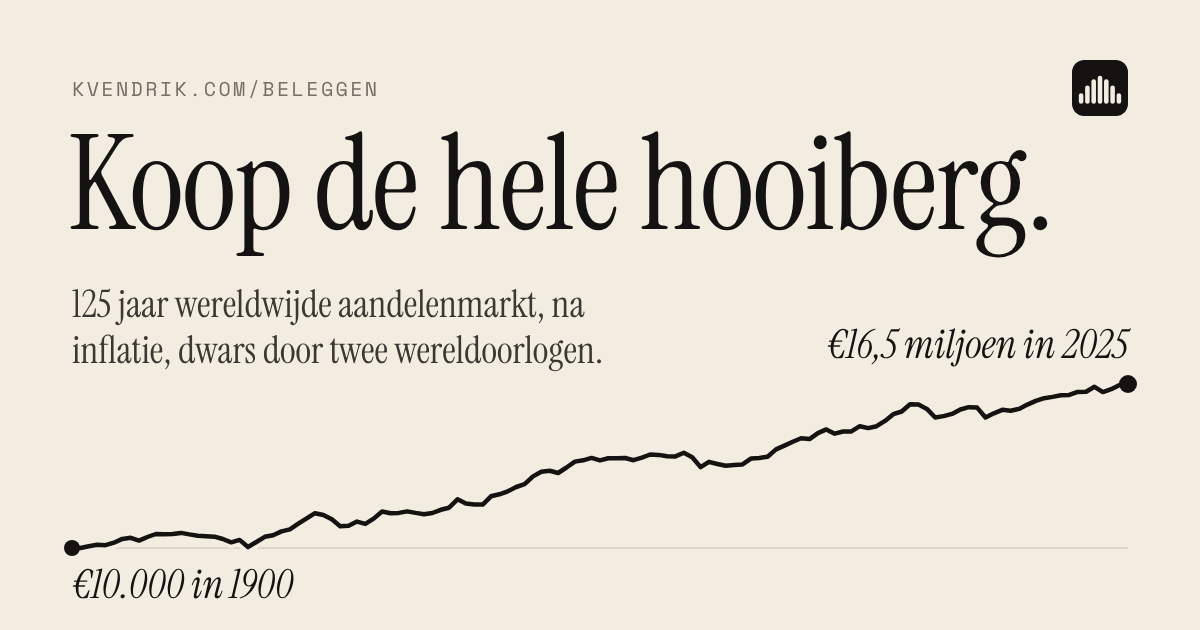 KVENDRIK.COM/BELEGGEN
Koop de hele hooiberg.
125 jaar wereldwijde aandelenmarkt, na
inflatie, dwars door twee wereldoorlogen.
€16,5 miljoen in 2025
€10.000 in 1900